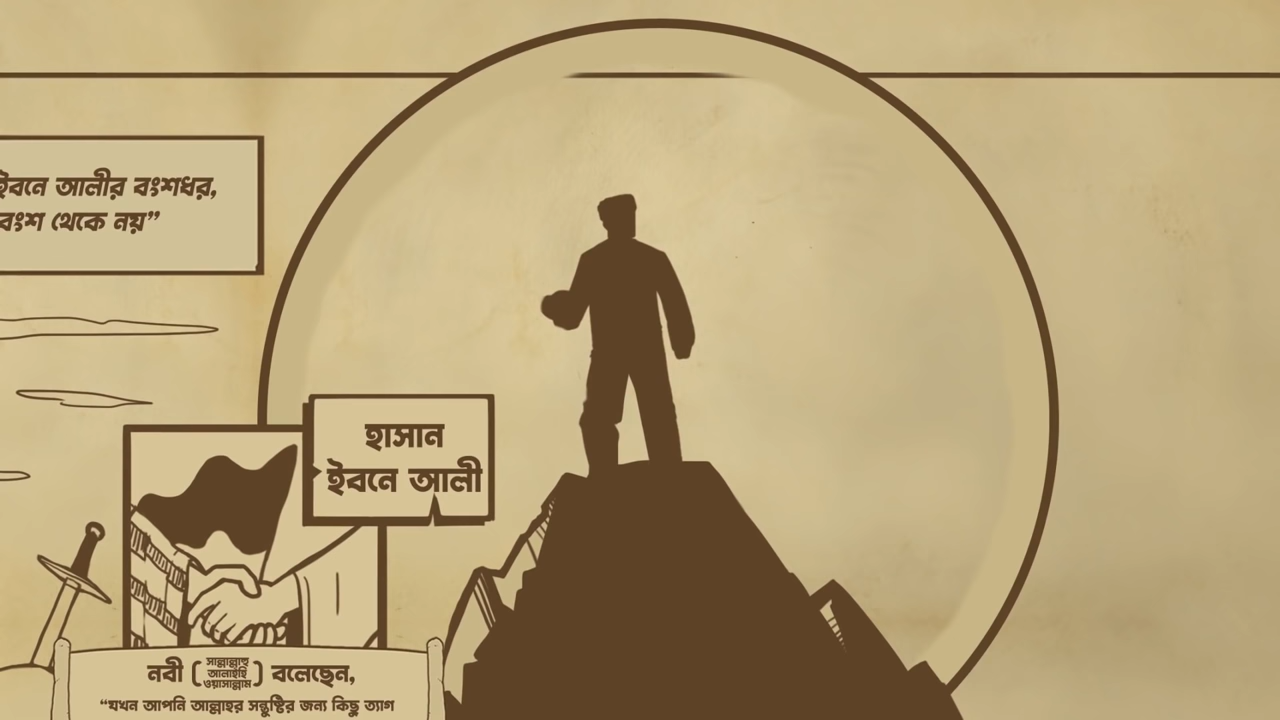 ইবনে আলীর বংশধর,
বংশ থেকে নয়”
হাসান
ইবনে আলী
নবী (সাল্লাল্লাহু আলাইহি ওয়াসাল্লাম) বলেছেন,
“যখন আপনি আল্লাহর সন্তুষ্টির জন্য কিছু ত্যাগ